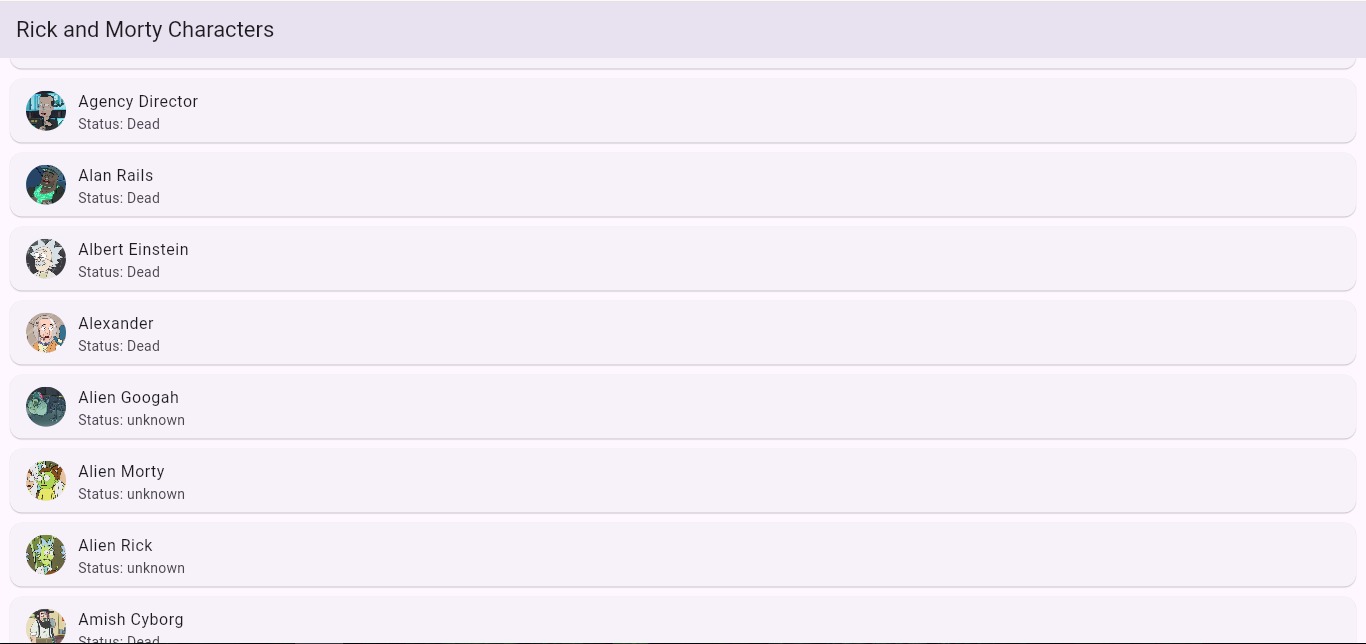 Rick and Morty Characters
Agency Director
Status: Dead
Alan Rails
Status: Dead
Albert Einstein
Status: Dead
Alexander
Status: Dead
Alien Googah
Status: unknown
Alien Morty
Status: unknown
Alien Rick
Status: unknown
Amish Cyborg
Status: Dead